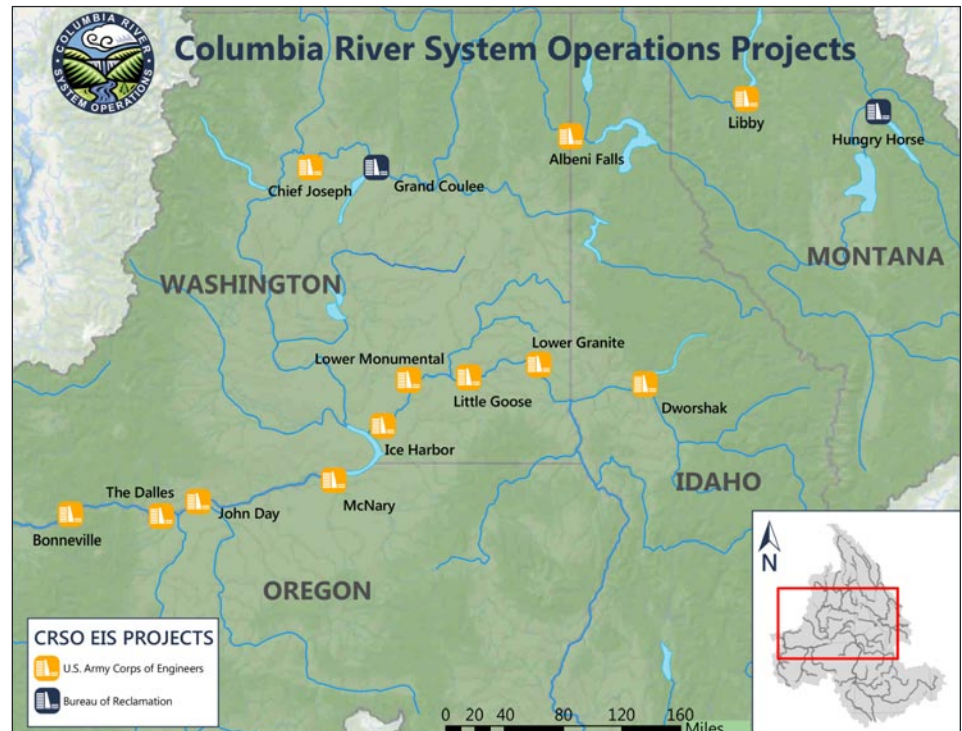 COLUMBIA RIVER
SYSTEM OPERATIONS
Columbia River System Operations Projects
Libby
Hungry Horse
Albeni Falls
Chief Joseph
Grand Coulee
MONTANA
WASHINGTON
Lower Granite
Lower Monumental
Little Goose
Dworshak
Ice Harbor
IDAHO
McNary
The Dalles
John Day
Bonneville
OREGON
N
CRSO EIS PROJECTS
U.S. Army Corps of Engineers
Bureau of Reclamation
0 20 40 80 120 160
Miles